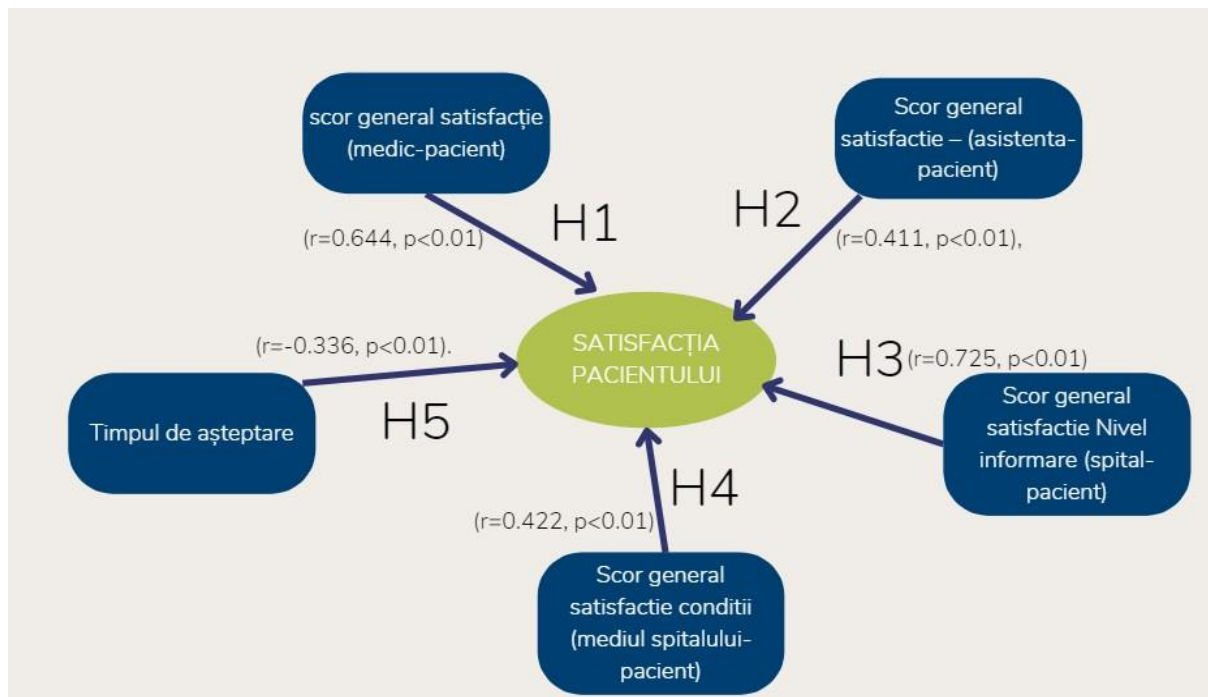 scor general satisfacție
(medic-pacient)
Scor general
satisfactie – (asistenta-
pacient)
H1
H2
(r=0.644, p<0.01)
(r=0.411, p<0.01),
SATISFACȚIA
PACIENTULUI
(r=-0.336, p<0.01).
H3
(r=0.725, p<0.01)
Timpul de așteptare
H5
Scor general
satisfactie Nivel
informare (spital-
pacient)
H4
(r=0.422, p<0.01)
Scor general
satisfactie conditii
(mediul spitalului-
pacient)